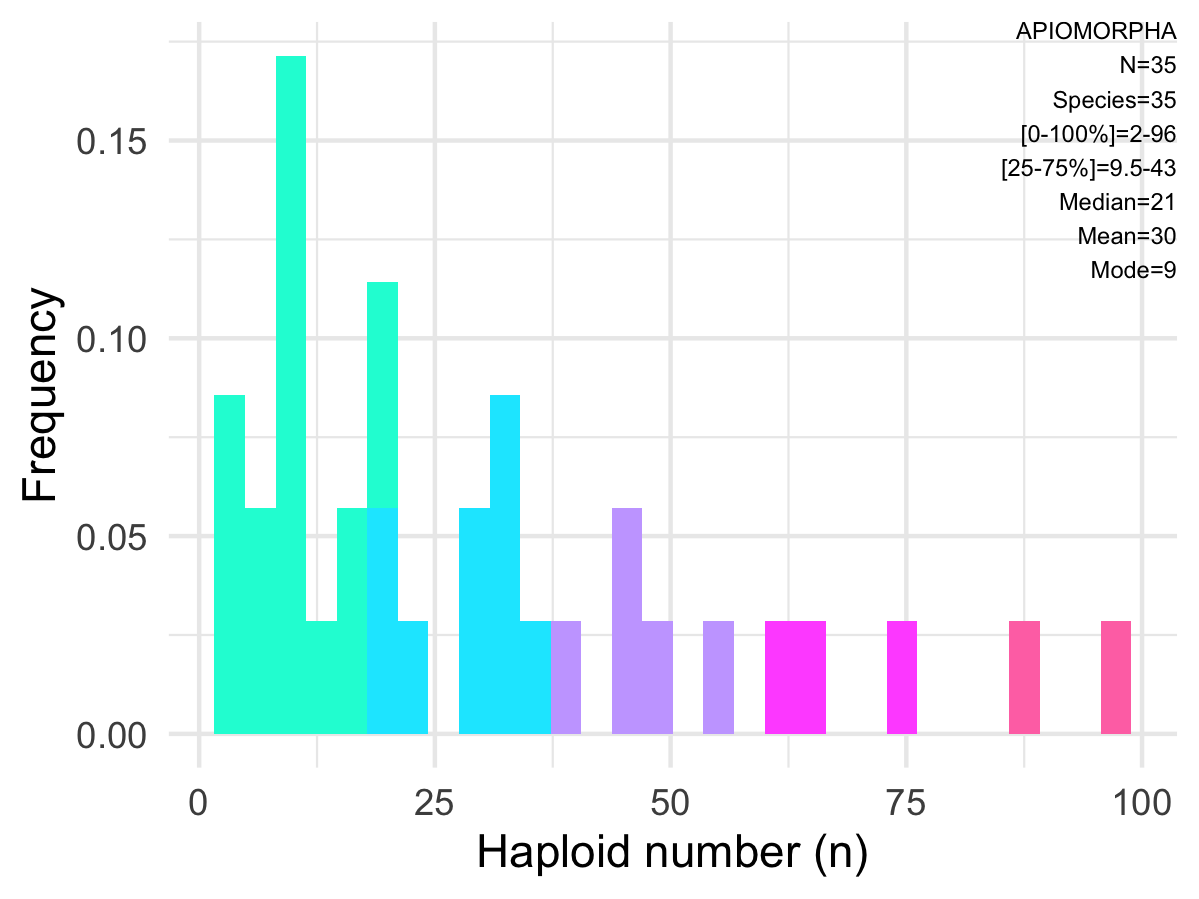 APIOMORPHA
N=35
Species=35
[0-100%]=2-96
[25-75%]=9.5-43
Median=21
Mean=30
Mode=9
Frequency
0.15
0.10
0.05
0.00
0 25 50 75 100
Haploid number (n)